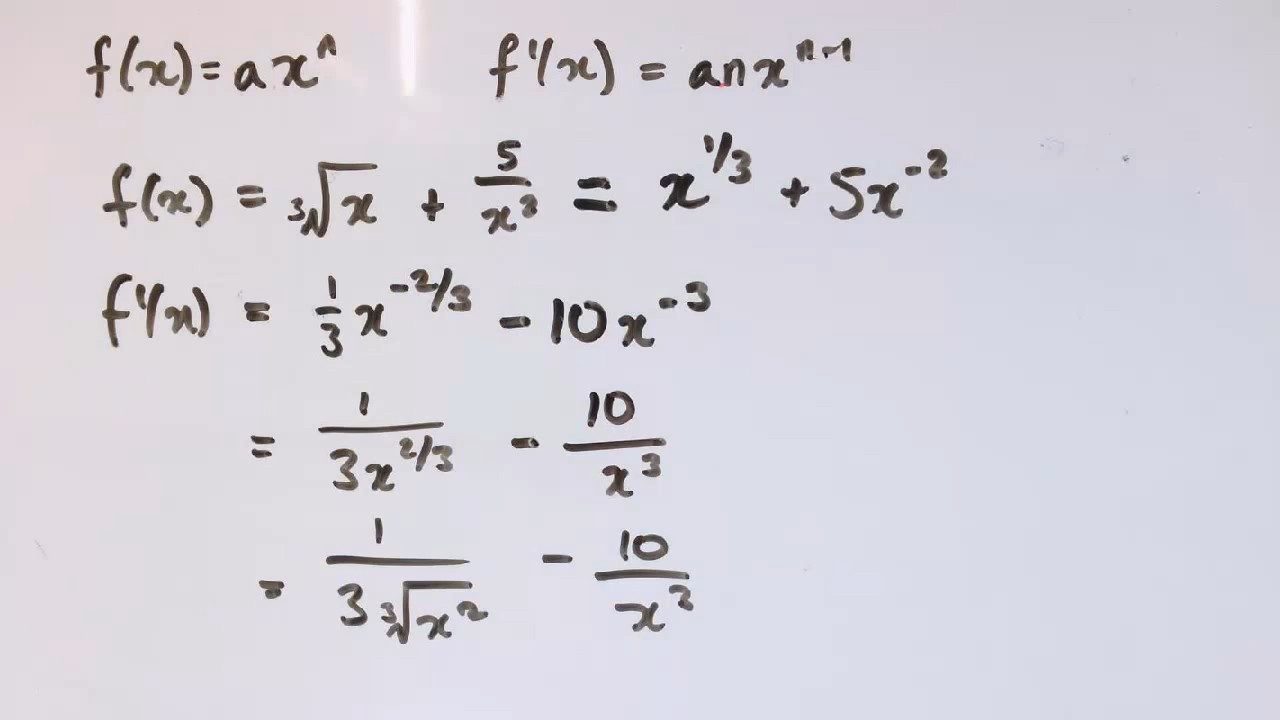 f(x) = ax^n    f'(x) = anx^{n-1}
f(x) = ∛x + 5/x² = x^{1/3} + 5x^{-2}
f'(x) = 1/3 x^{-2/3} - 10x^{-3}
= 1/(3x^{2/3}) - 10/x³
= 1/(3∛x²) - 10/x³